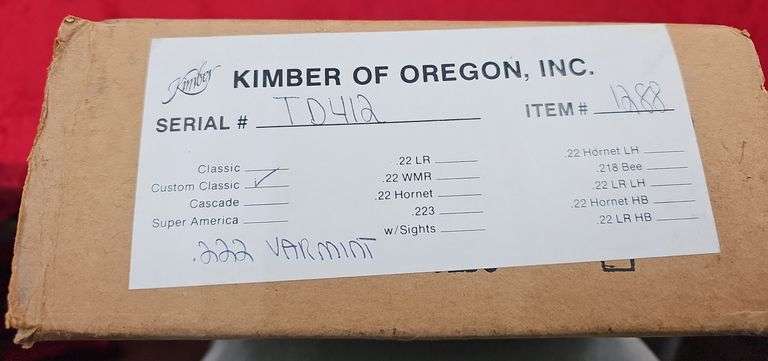 Kimber KIMBER OF OREGON, INC.
SERIAL # TD412 ITEM # 1288
Classic
Custom Classic ✓
Cascade
Super America
.22 LR
.22 WMR
.22 Hornet
.223
w/Sights
.22 Hornet LH
.218 Bee
.22 LR LH
.22 Hornet HB
.22 LR HB
.222 VARMINT